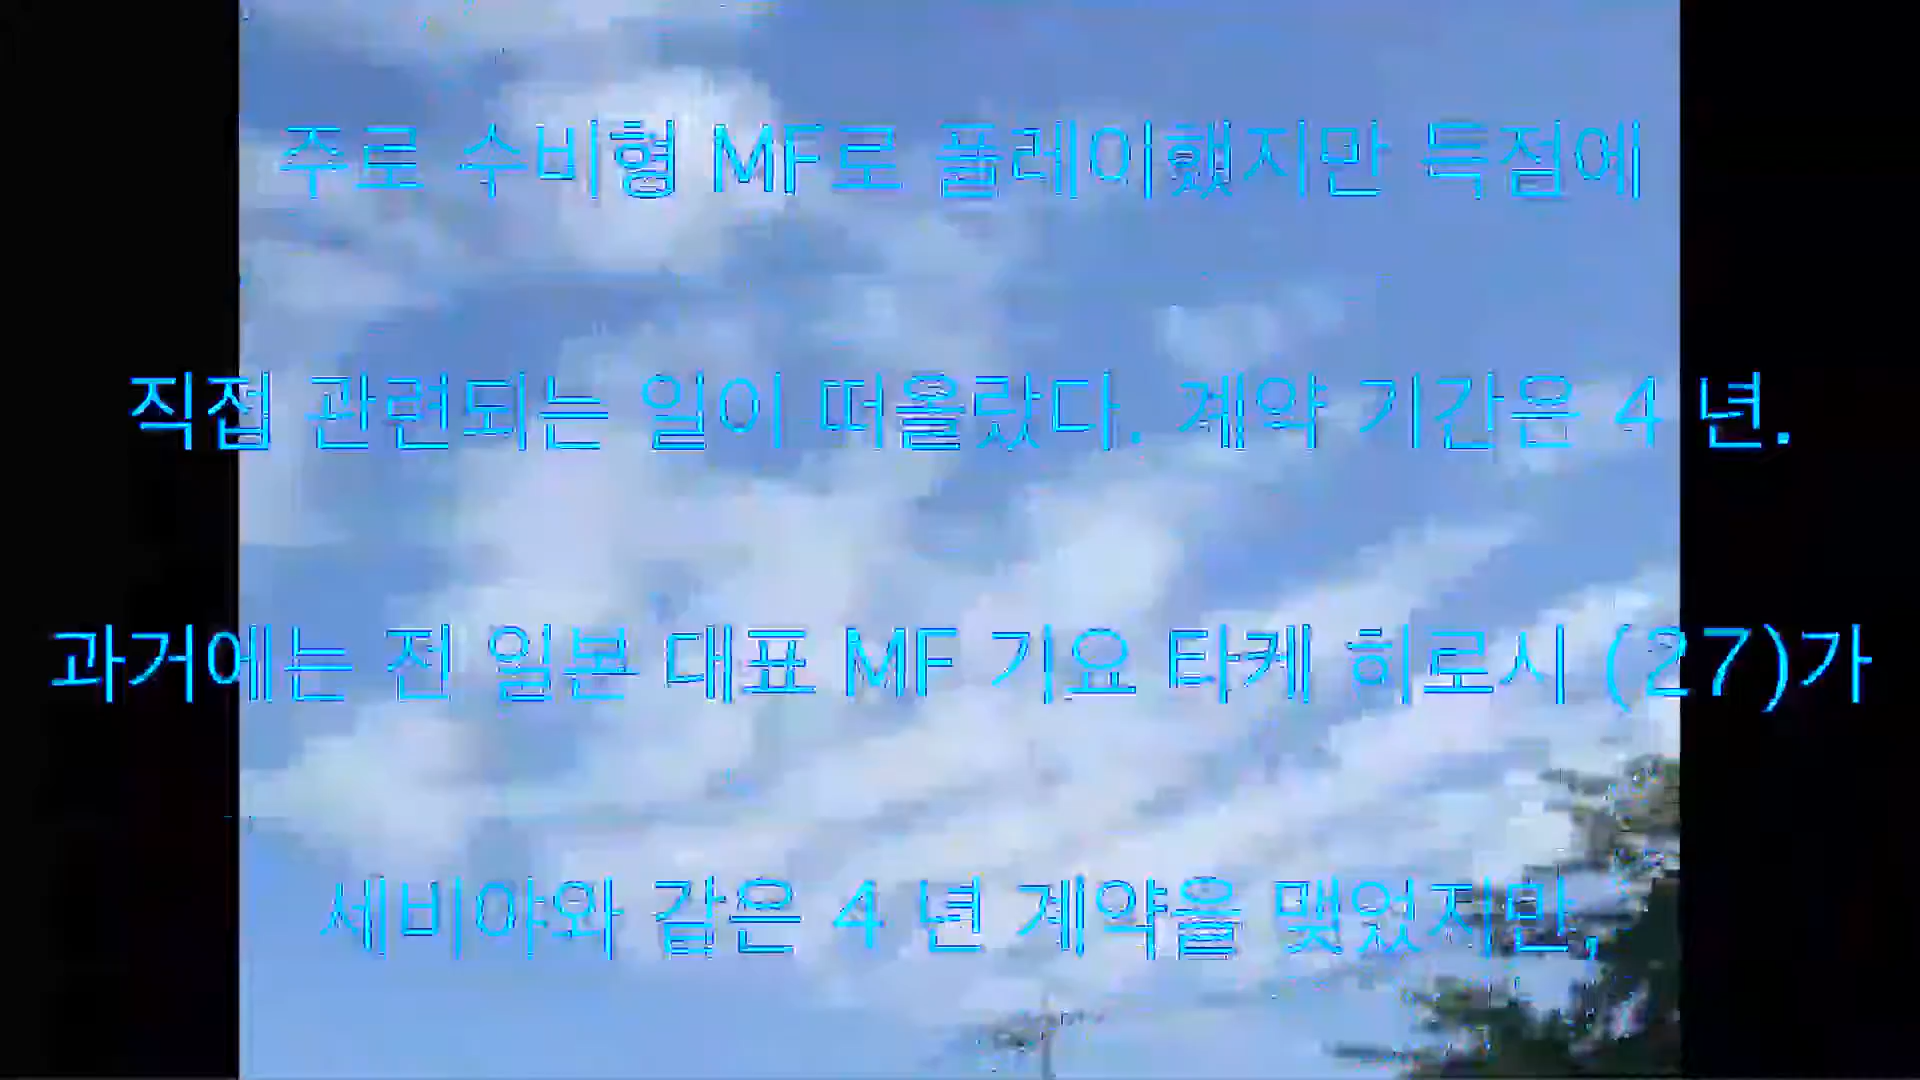 주로 수비형 MF로 플레이했지만 득점에
직접 관련되는 일이 떠올랐다. 계약 기간은 4 년.
과거에는 전 일본 대표 MF 기요 타케 히로시 (27)가
세비야와 같은 4 년 계약을 맺었지만,